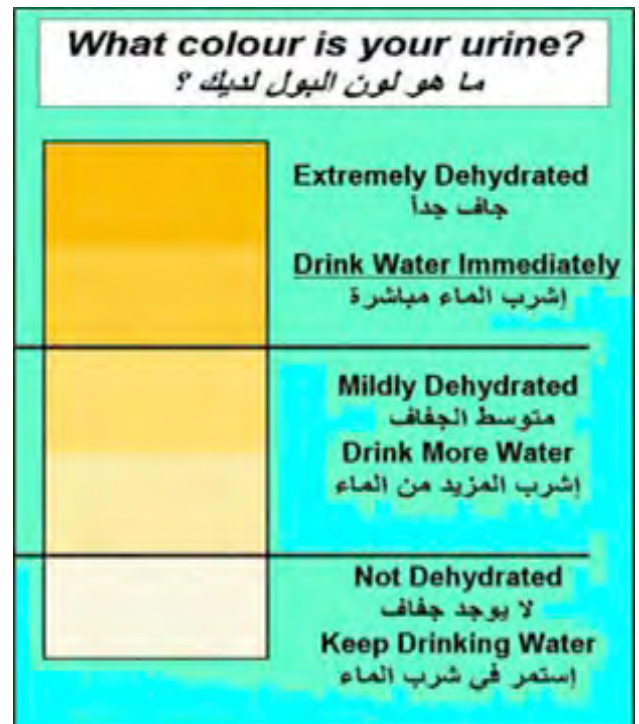 What colour is your urine?
ما هو لون البول لديك ؟
Extremely Dehydrated
جاف جداً
Drink Water Immediately
إشرب الماء مباشرة
Mildly Dehydrated
متوسط الجفاف
Drink More Water
إشرب المزيد من الماء
Not Dehydrated
لا يوجد جفاف
Keep Drinking Water
إستمر في شرب الماء